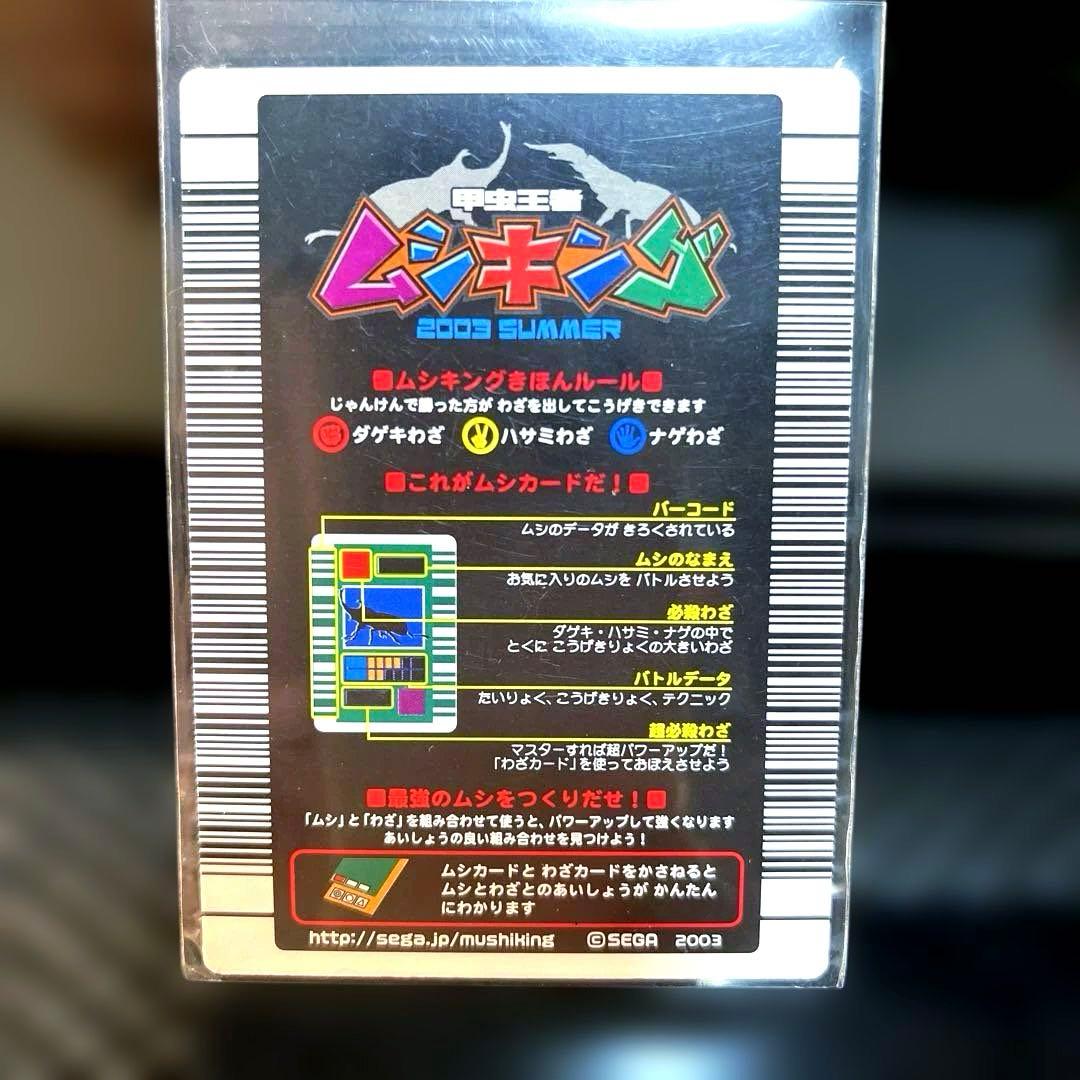 甲虫王者
ムシキング
2003 SUMMER
ムシキングきほんルール
じゃんけんで勝った方が わざを出してこうげきできます
ダゲキわざ ハサミわざ ナゲわざ
これがムシカードだ!
バーコード
ムシのデータが きろくされている
ムシのなまえ
お気に入りのムシを バトルさせよう
必殺わざ
ダゲキ・ハサミ・ナゲの中で
とくに こうげきりょくの大きいわざ
バトルデータ
たいりょく、こうげきりょく、テクニック
超必殺わざ
マスターすれば超パワーアップだ!
「わざカード」を使っておぼえさせよう
最強のムシをつくりだせ!
「ムシ」と「わざ」を組み合わせて使うと、パワーアップして強くなります
あいしょうの良い組み合わせを見つけよう!
ムシカードと わざカードをかさねると
ムシとわざとのあいしょうが かんたん
にわかります
http://sega.jp/mushiking ©SEGA 2003